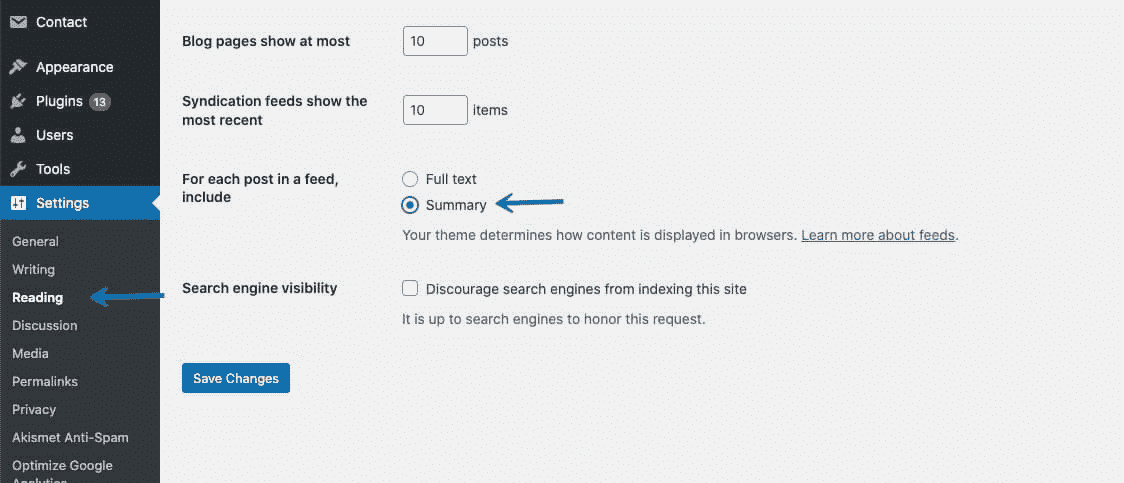 Contact
Appearance
Plugins 13
Users
Tools
Settings
General
Writing
Reading
Discussion
Media
Permalinks
Privacy
Akismet Anti-Spam
Optimize Google
Analytics
Blog pages show at most
10 posts
Syndication feeds show the
most recent
10 items
For each post in a feed,
include
Full text
Summary
Your theme determines how content is displayed in browsers. Learn more about feeds.
Search engine visibility
Discourage search engines from indexing this site
It is up to search engines to honor this request.
Save Changes